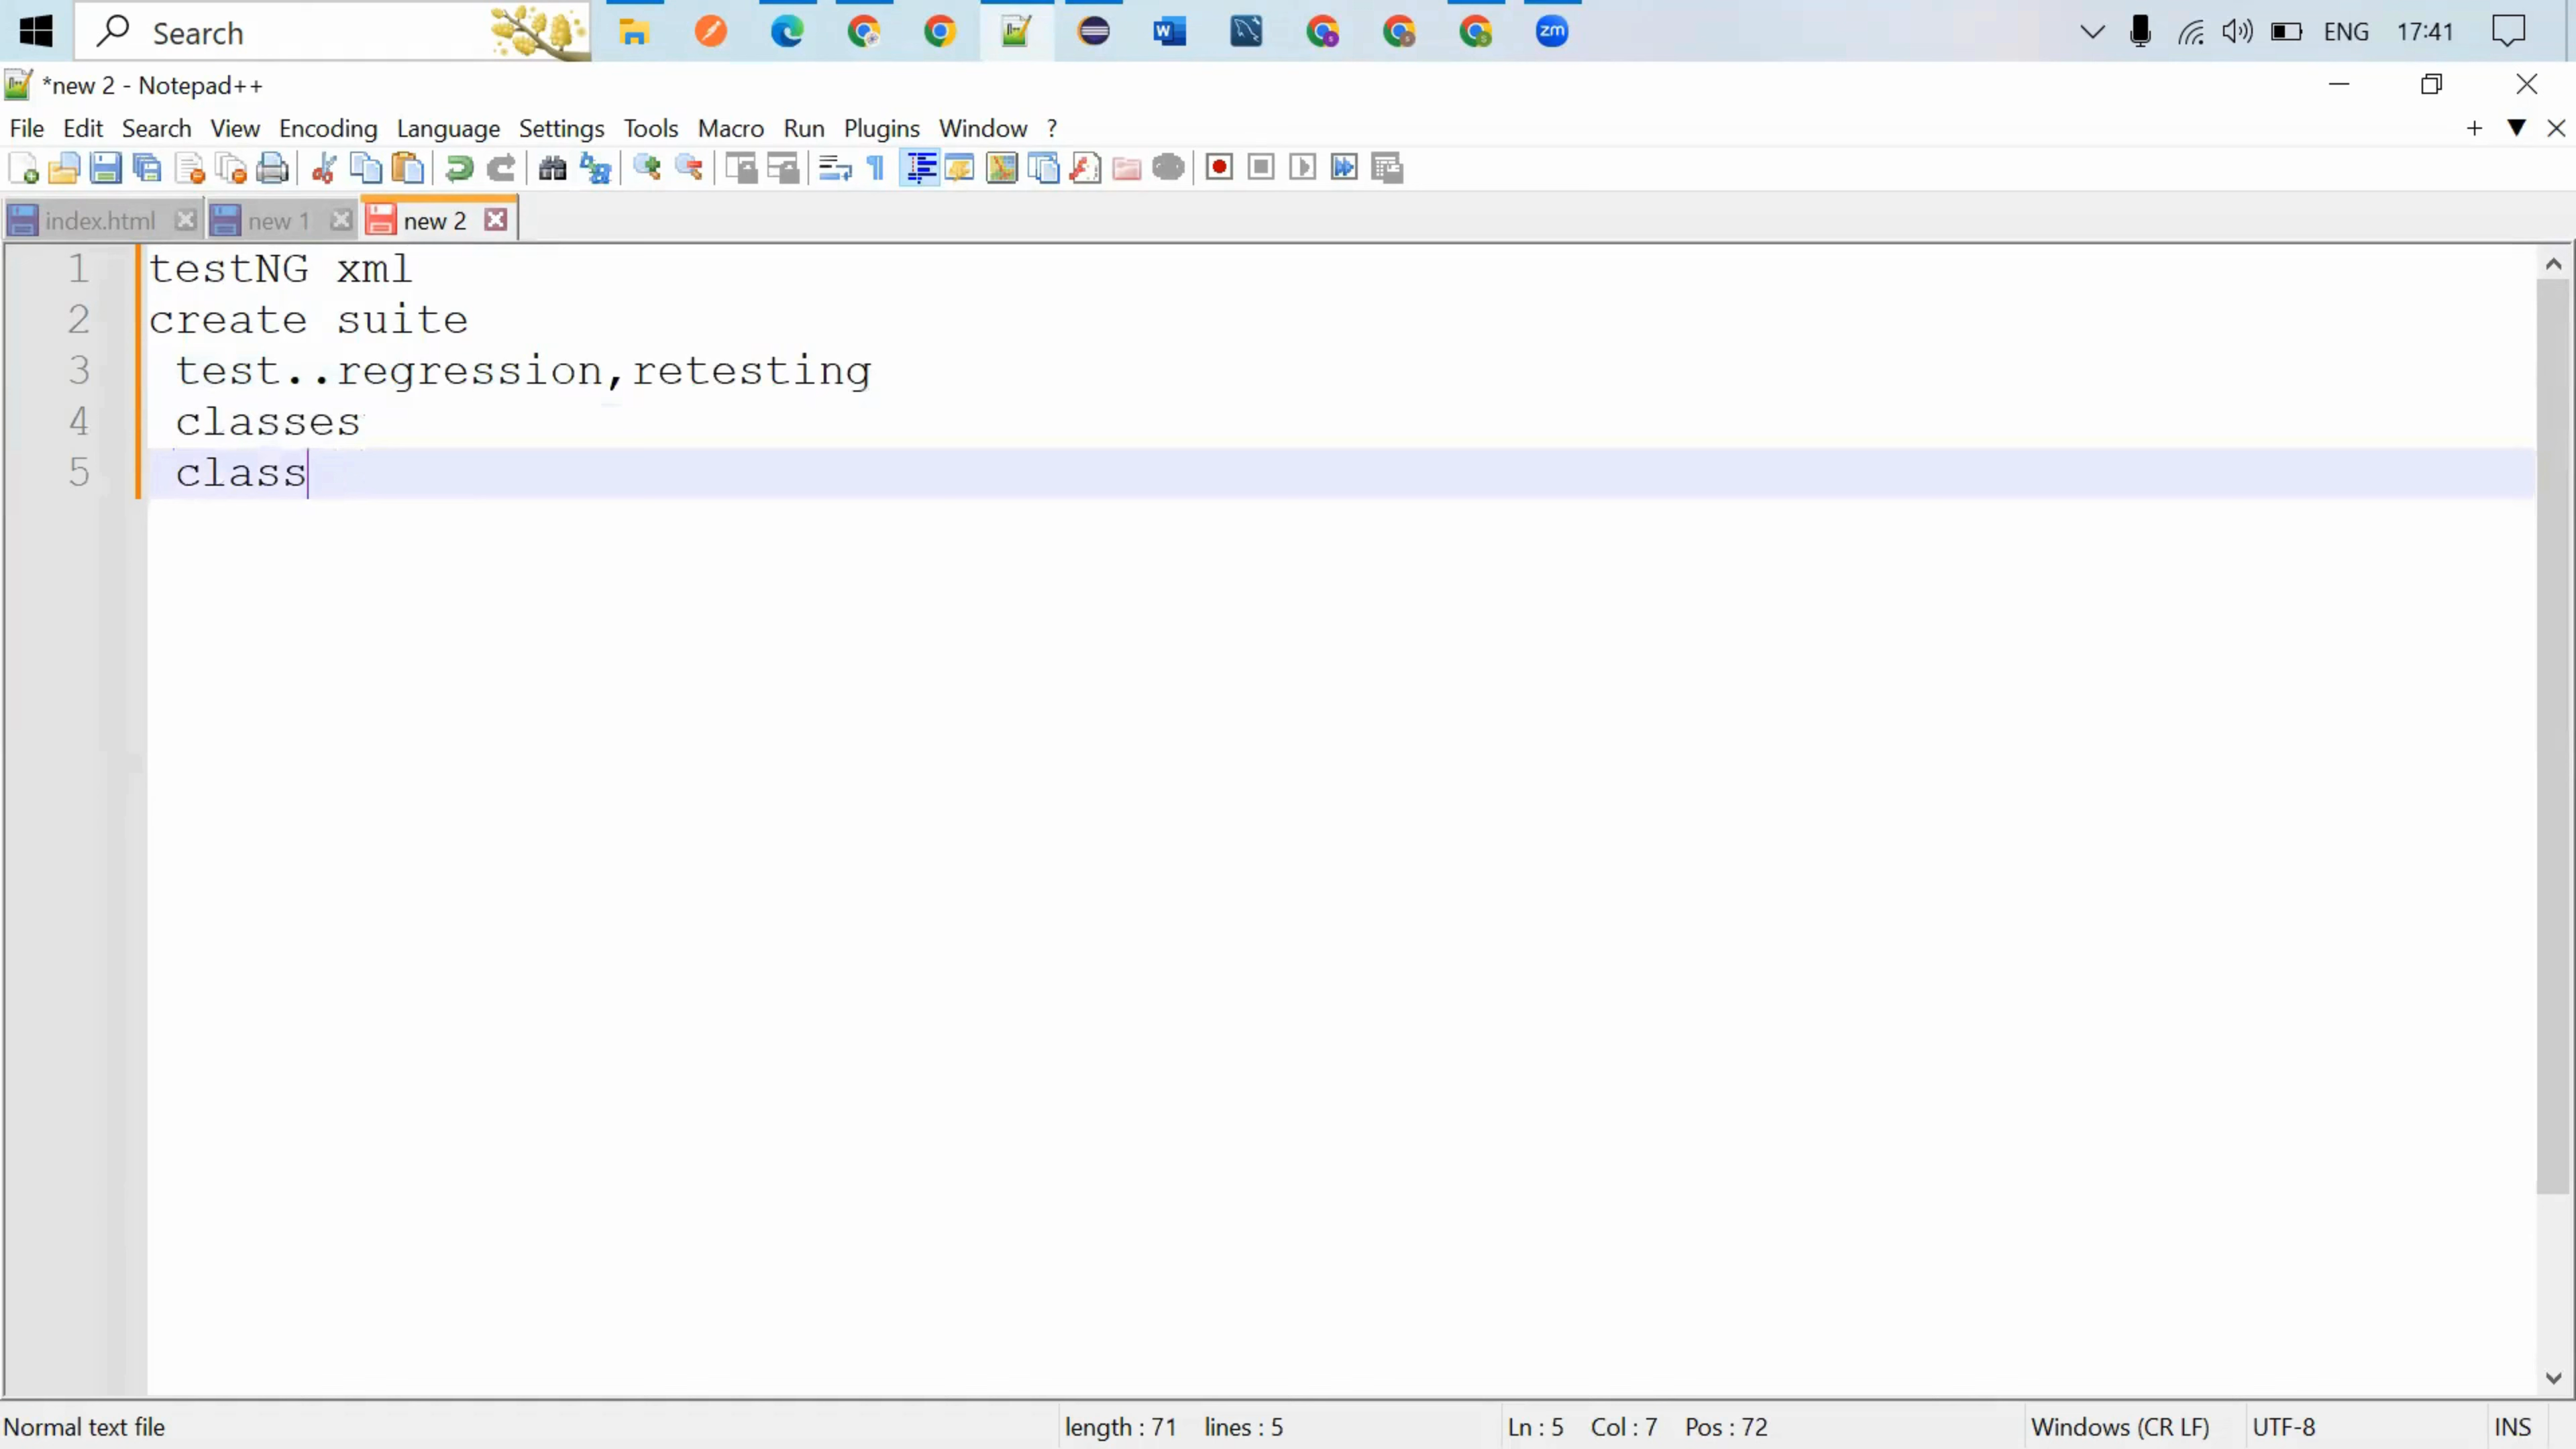 Search
zm
ENG 17:41
*new 2 - Notepad++
File Edit Search View Encoding Language Settings Tools Macro Run Plugins Window ?
index.html new 1 new 2
1 testNG xml
2 create suite
3 test..regression,retesting
4 classes
5 class
Normal text file length : 71 lines : 5 Ln : 5 Col : 7 Pos : 72 Windows (CR LF) UTF-8 INS